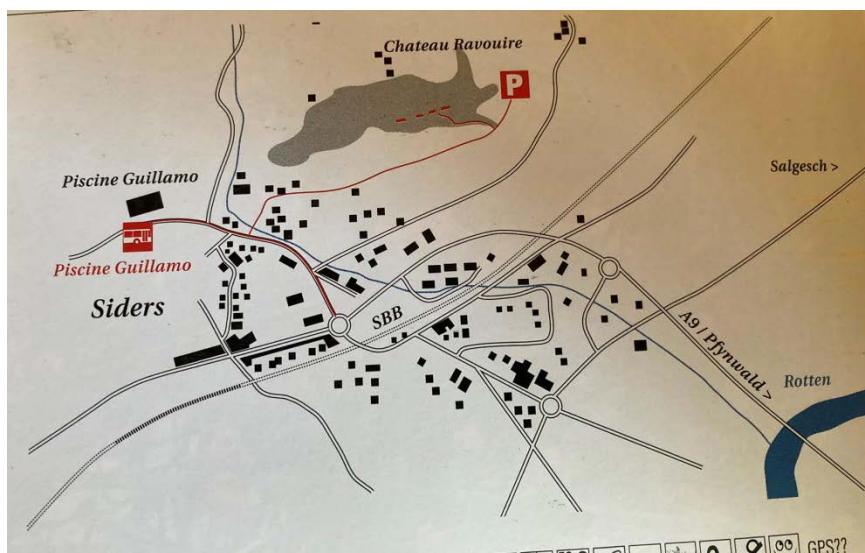 Chateau Ravouire
P
Salgesch >
Piscine Guillamo
Piscine Guillamo
Siders
SBB
A9 / Pfynwald >
Rotten
GPS??